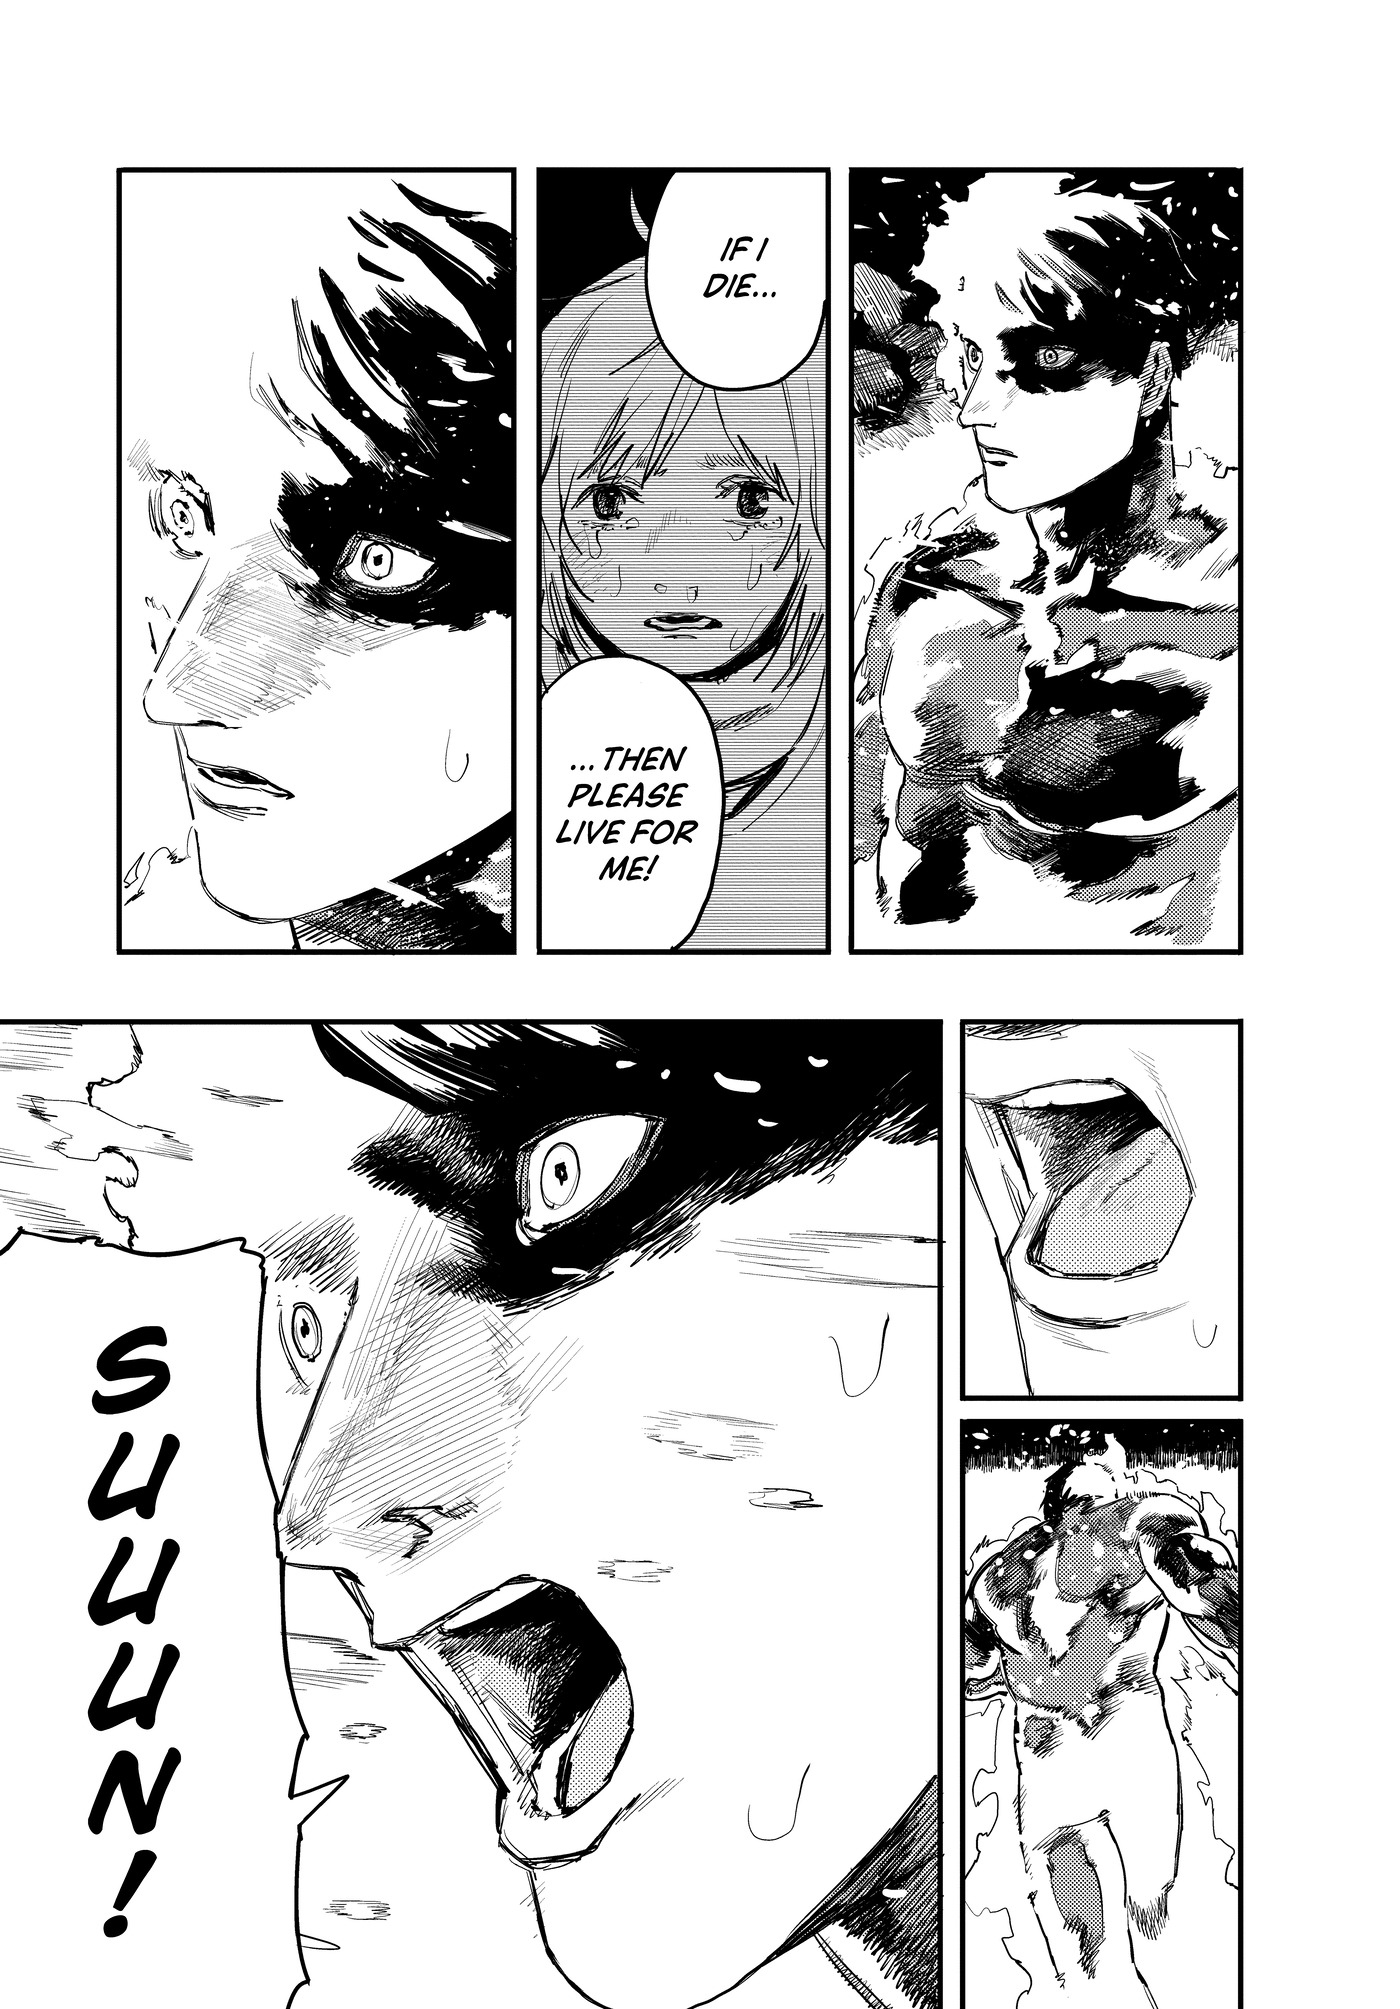 IF I
DIE...
...THEN
PLEASE
LIVE FOR
ME!
SUUUN!